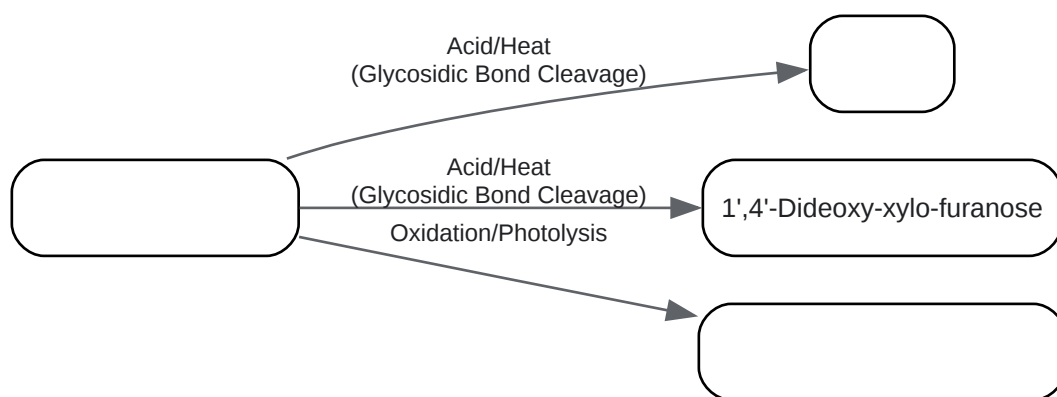 Acid/Heat
(Glycosidic Bond Cleavage)
Acid/Heat
(Glycosidic Bond Cleavage)
1',4'-Dideoxy-xylo-furanose
Oxidation/Photolysis